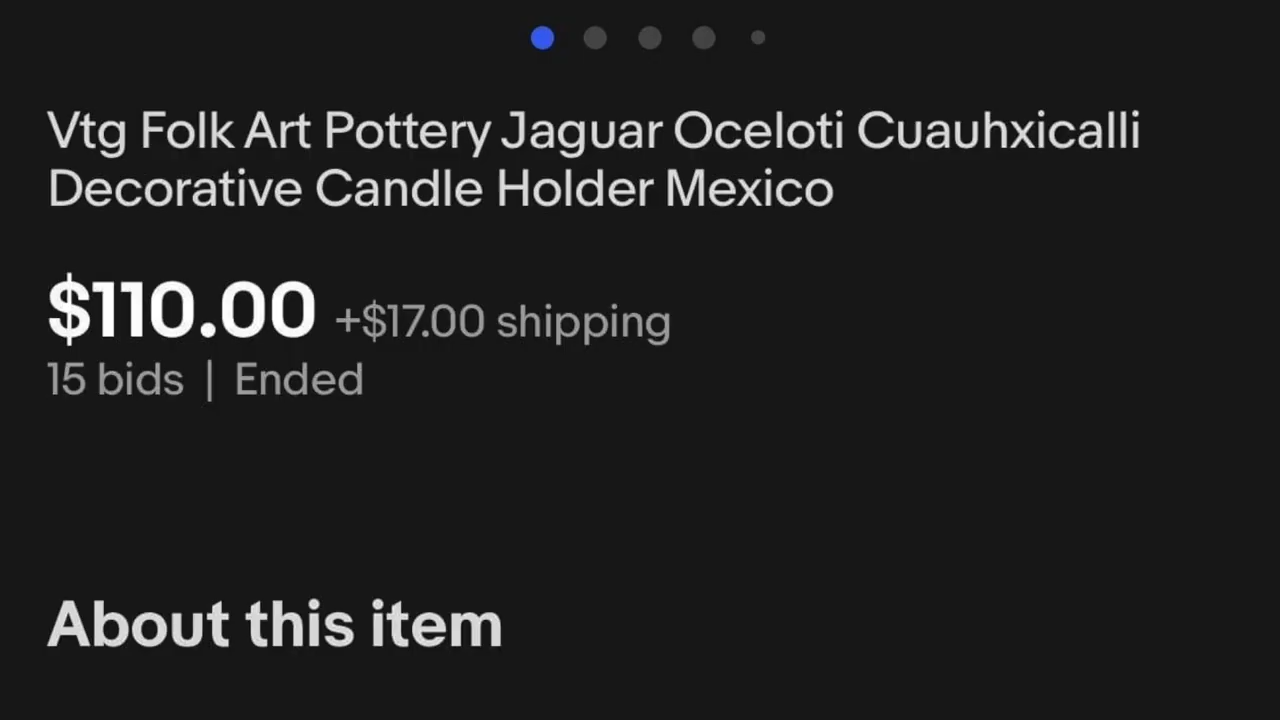 Vtg Folk Art Pottery Jaguar Oceloti Cuauhxicalli
Decorative Candle Holder Mexico
$110.00 +$17.00 shipping
15 bids | Ended
About this item